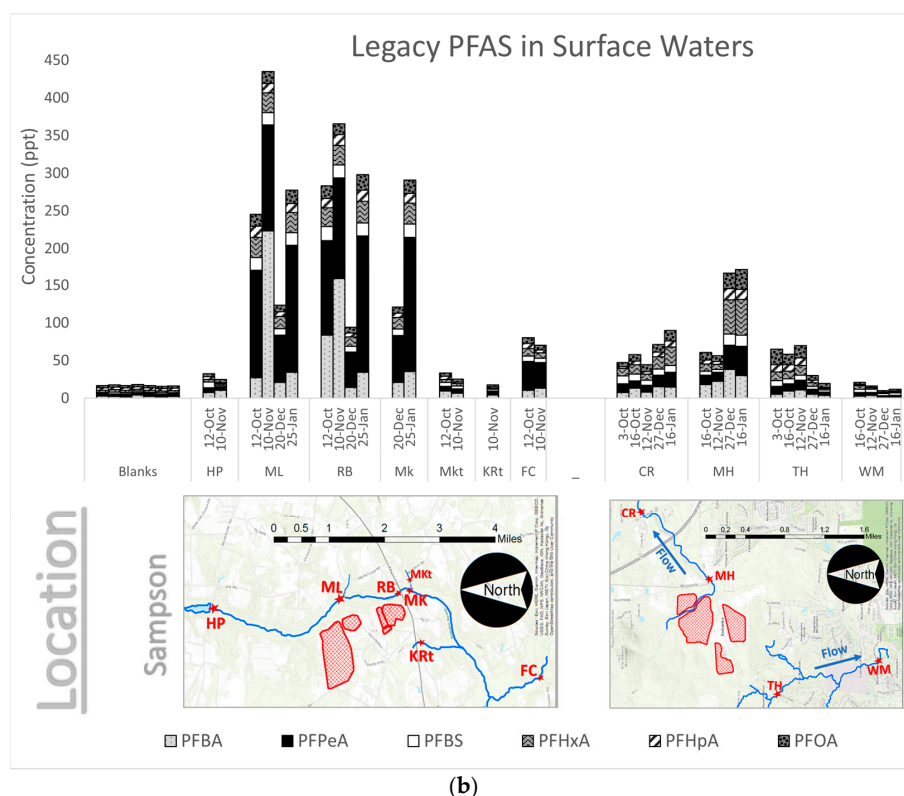 Legacy PFAS in Surface Waters
Concentration (ppt)
450
400
350
300
250
200
150
100
50
0
12-Oct
10-Nov
12-Oct
10-Nov
20-Dec
25-Jan
12-Oct
10-Nov
20-Dec
25-Jan
20-Dec
25-Jan
12-Oct
10-Nov
10-Nov
12-Oct
10-Nov
3-Oct
16-Oct
12-Nov
27-Dec
16-Jan
16-Oct
12-Nov
27-Dec
16-Jan
3-Oct
16-Oct
12-Nov
27-Dec
16-Jan
16-Oct
12-Nov
27-Dec
16-Jan
Blanks HP ML RB Mk Mkt KRt FC _ CR MH TH WM
Location
Sampson
0 0.5 1 2 3 4
Miles
North
HP
ML
RB
MKt
MK
KRt
FC
0 0.2 0.4 0.8 1.2 1.6
Miles
North
CR
Flow
MH
Flow
TH
WM
PFBA PFPeA PFBS PFHxA PFHpA PFOA
(b)